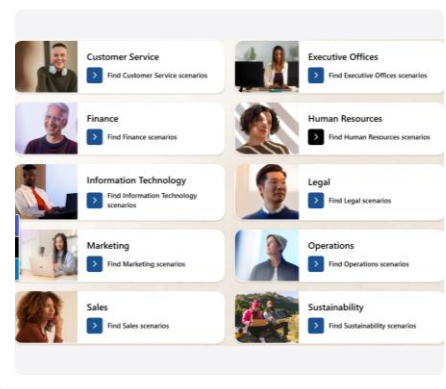 Customer Service
Find Customer Service scenarios
Executive Offices
Find Executive Offices scenarios
Finance
Find Finance scenarios
Human Resources
Find Human Resources scenarios
Information Technology
Find Information Technology
scenarios
Legal
Find Legal scenarios
Marketing
Find Marketing scenarios
Operations
Find Operations scenarios
Sales
Find Sales scenarios
Sustainability
Find Sustainability scenarios